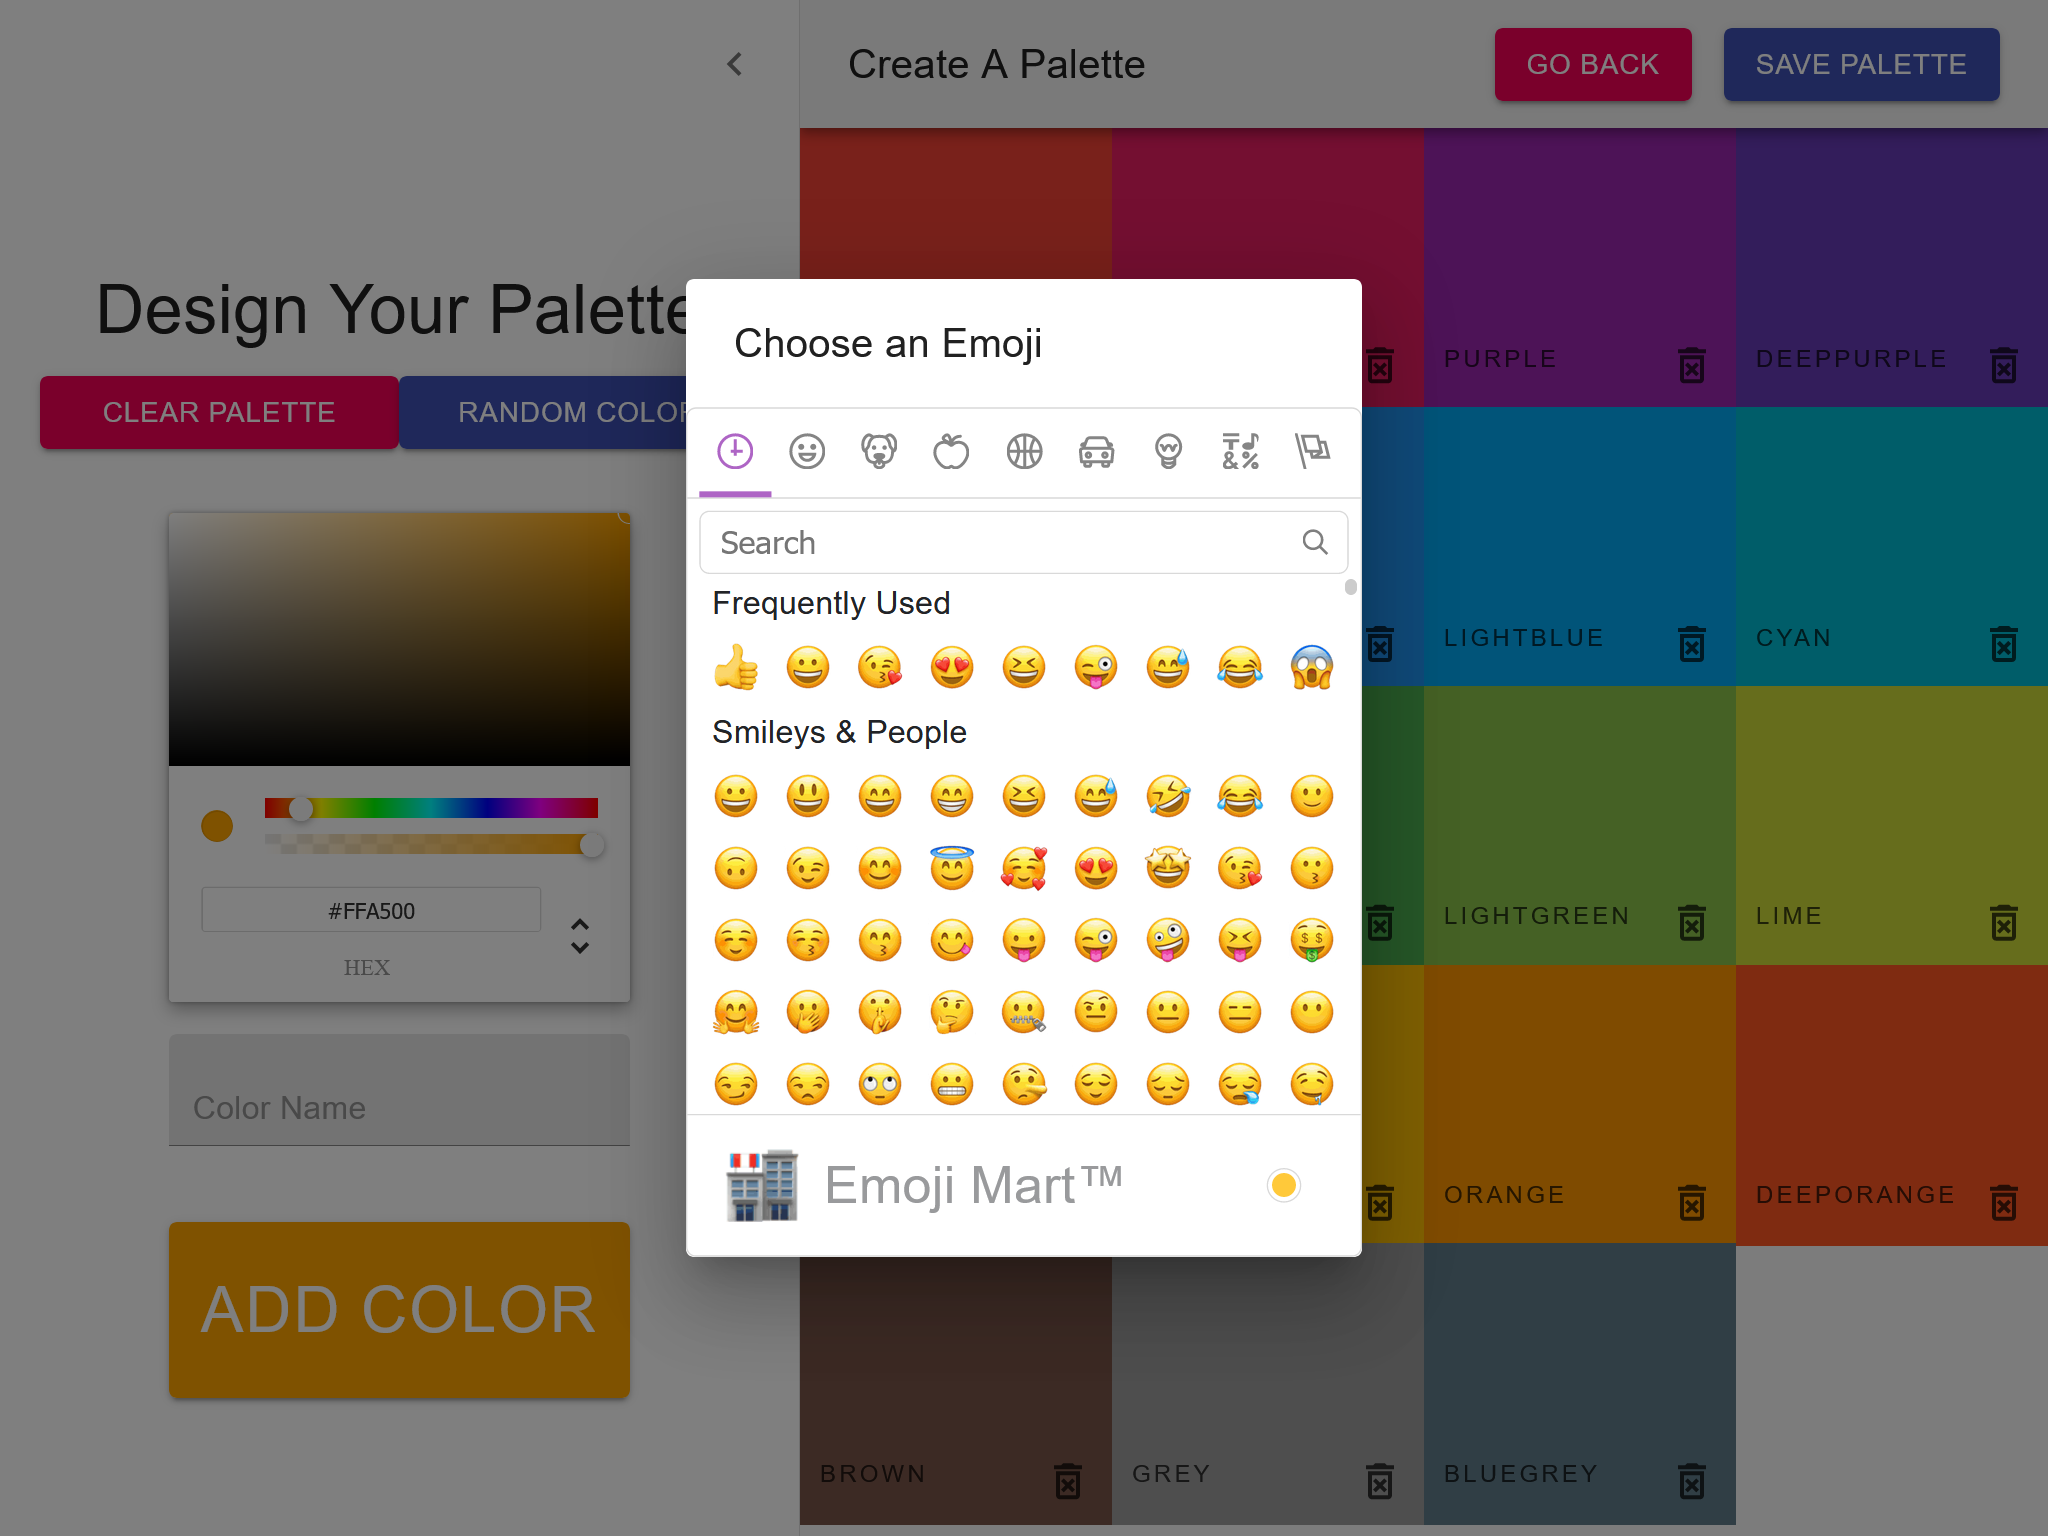 Create A Palette
GO BACK
SAVE PALETTE
Design Your Palette
CLEAR PALETTE
RANDOM COLOR
#FFA500
HEX
Color Name
ADD COLOR
Choose an Emoji
Search
Frequently Used
Smileys & People
Emoji Mart™
PURPLE
DEEPPURPLE
LIGHTBLUE
CYAN
LIGHTGREEN
LIME
ORANGE
DEEPORANGE
BROWN
GREY
BLUEGREY